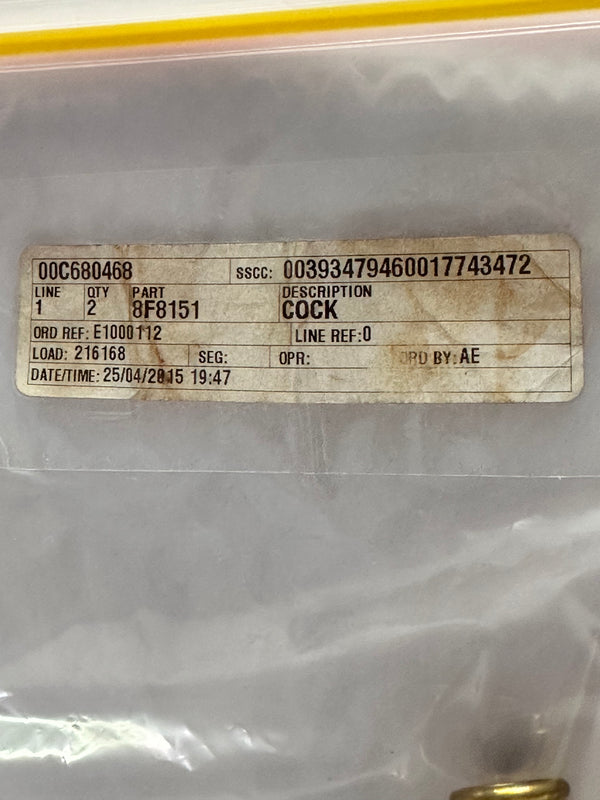 00C680468 SSCC: 00393479460017743472
LINE QTY PART DESCRIPTION
1 2 8F8151 COCK
ORD REF: E1000112 LINE REF:0
LOAD: 216168 SEG: OPR: ORD BY: AE
DATE/TIME: 25/04/2015 19:47